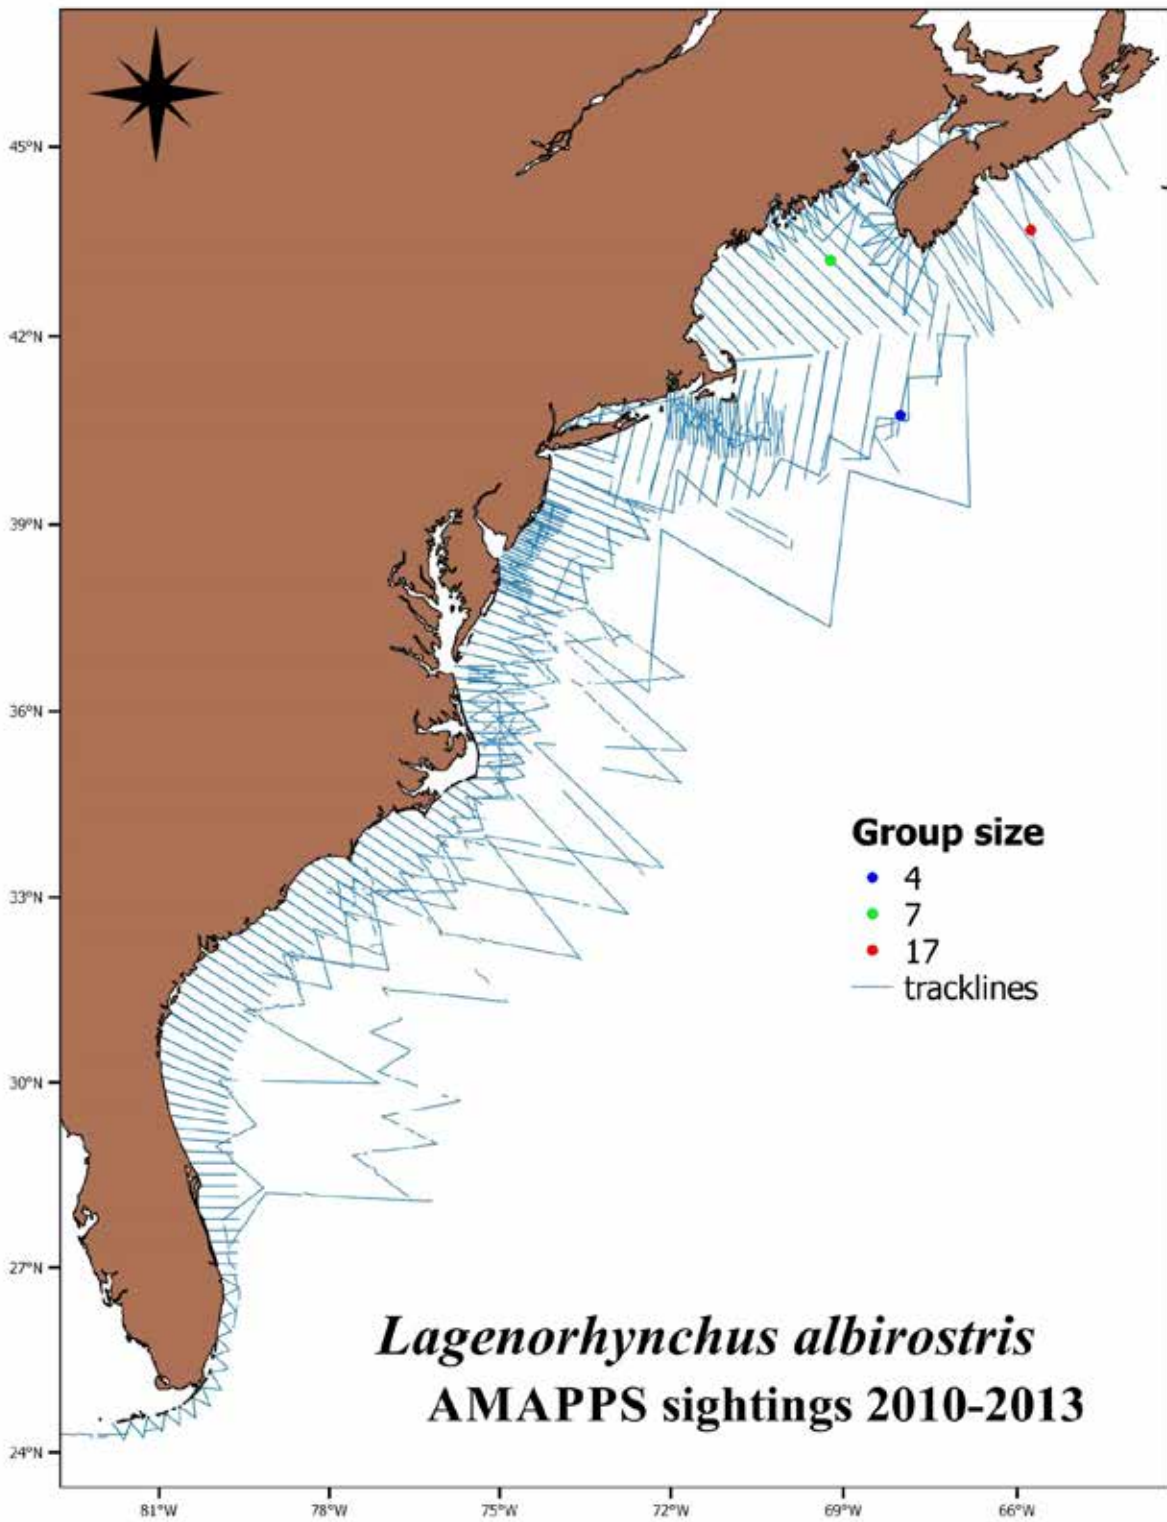 45°N
42°N
39°N
36°N
33°N
30°N
27°N
24°N
Group size
4
7
17
tracklines
Lagenorhynchus albirostris
AMAPPS sightings 2010-2013
81°W
78°W
75°W
72°W
69°W
66°W